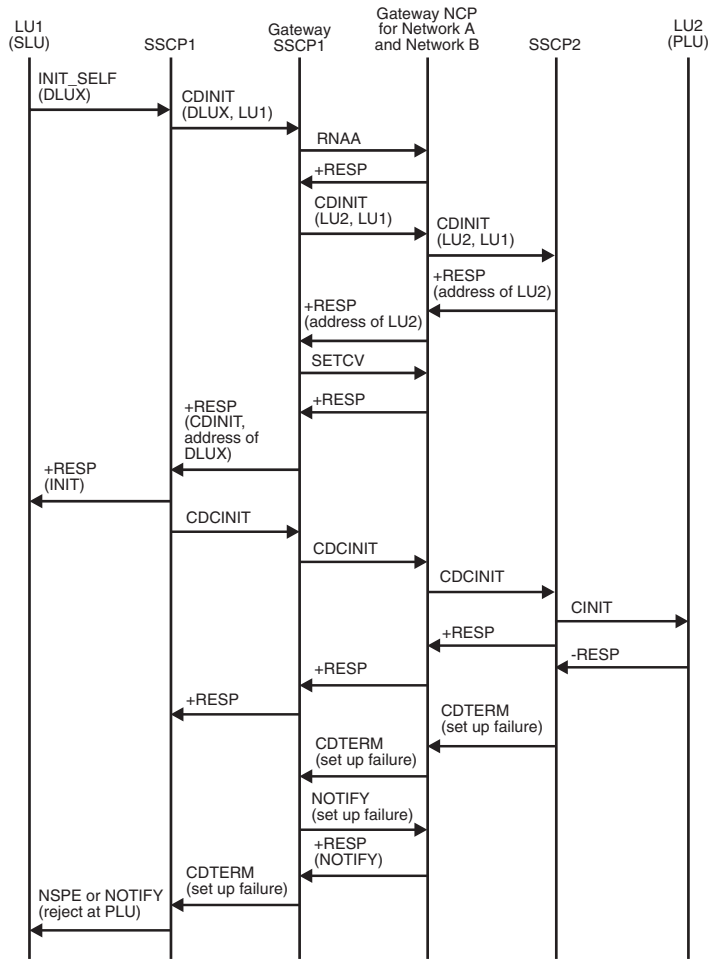 LU1
(SLU)
SSCP1
Gateway
SSCP1
Gateway NCP
for Network A
and Network B
SSCP2
LU2
(PLU)
INIT_SELF
(DLUX)
CDINIT
(DLUX, LU1)
RNAA
+RESP
CDINIT
(LU2, LU1)
CDINIT
(LU2, LU1)
+RESP
(address of LU2)
+RESP
(address of LU2)
SETCV
+RESP
+RESP
(CDINIT,
address of
DLUX)
+RESP
(INIT)
CDCINIT
CDCINIT
CDCINIT
CINIT
+RESP
-RESP
+RESP
+RESP
CDTERM
(set up failure)
CDTERM
(set up failure)
NOTIFY
(set up failure)
+RESP
(NOTIFY)
CDTERM
(set up failure)
NSPE or NOTIFY
(reject at PLU)